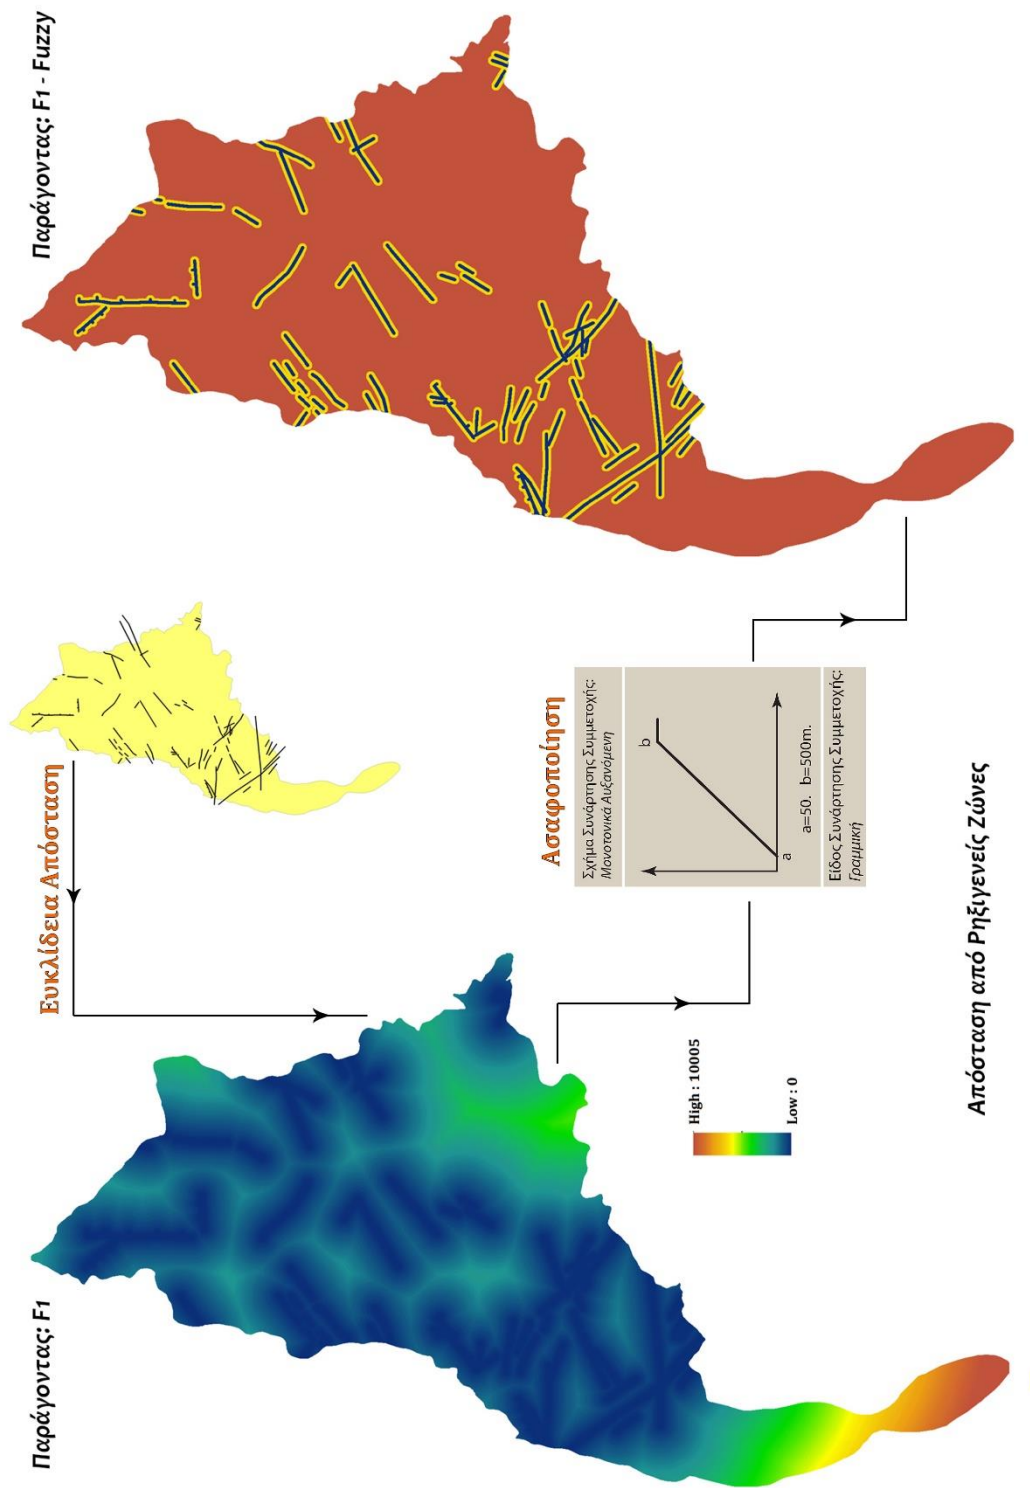 Παράγοντας: F1
Παράγοντας: F1 - Fuzzy
Ευκλίδεια Απόσταση
Ασαφοποίηση
Σχήμα Συνάρτησης Συμμετοχής:
Μονοτονικά Αυξανόμενη
b
a
a=50. b=500m.
Είδος Συνάρτησης Συμμετοχής:
Γραμμική
High : 10005
Low : 0
Απόσταση από Ρηξιγενείς Ζώνες